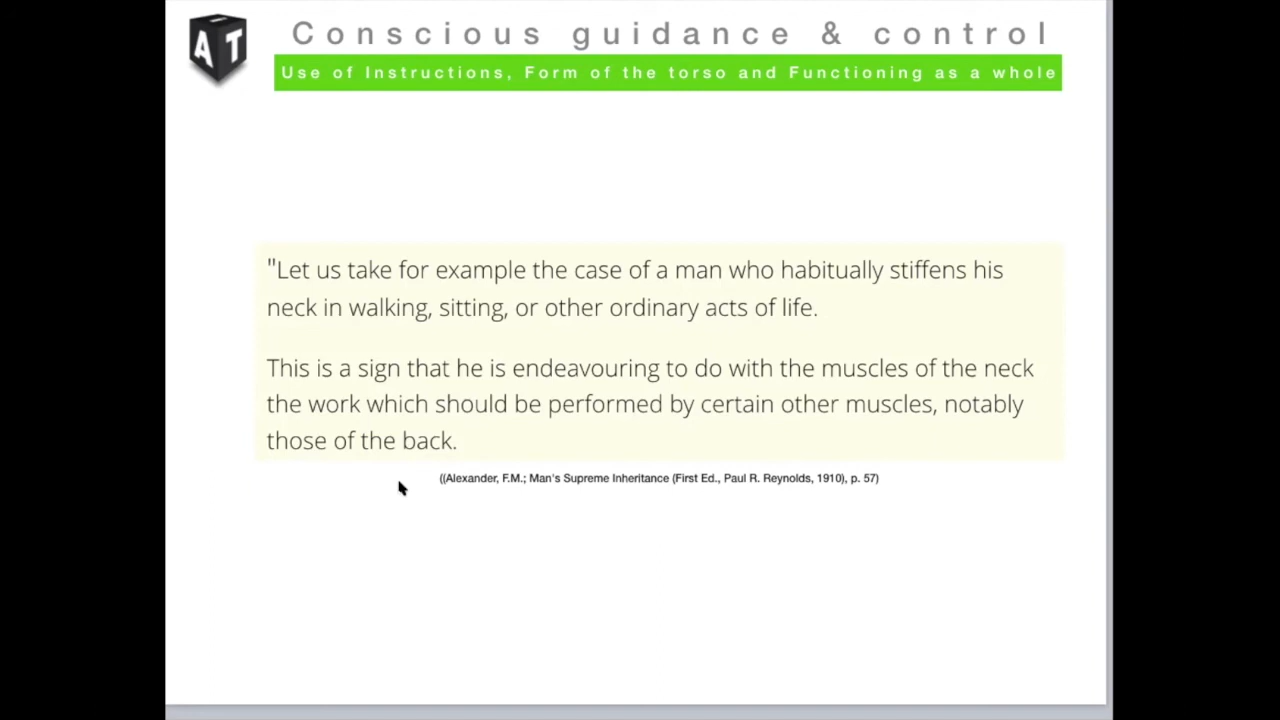 AT
Conscious guidance & control
Use of Instructions, Form of the torso and Functioning as a whole
"Let us take for example the case of a man who habitually stiffens his
neck in walking, sitting, or other ordinary acts of life.
This is a sign that he is endeavouring to do with the muscles of the neck
the work which should be performed by certain other muscles, notably
those of the back.
((Alexander, F.M.; Man's Supreme Inheritance (First Ed., Paul R. Reynolds, 1910), p. 57)